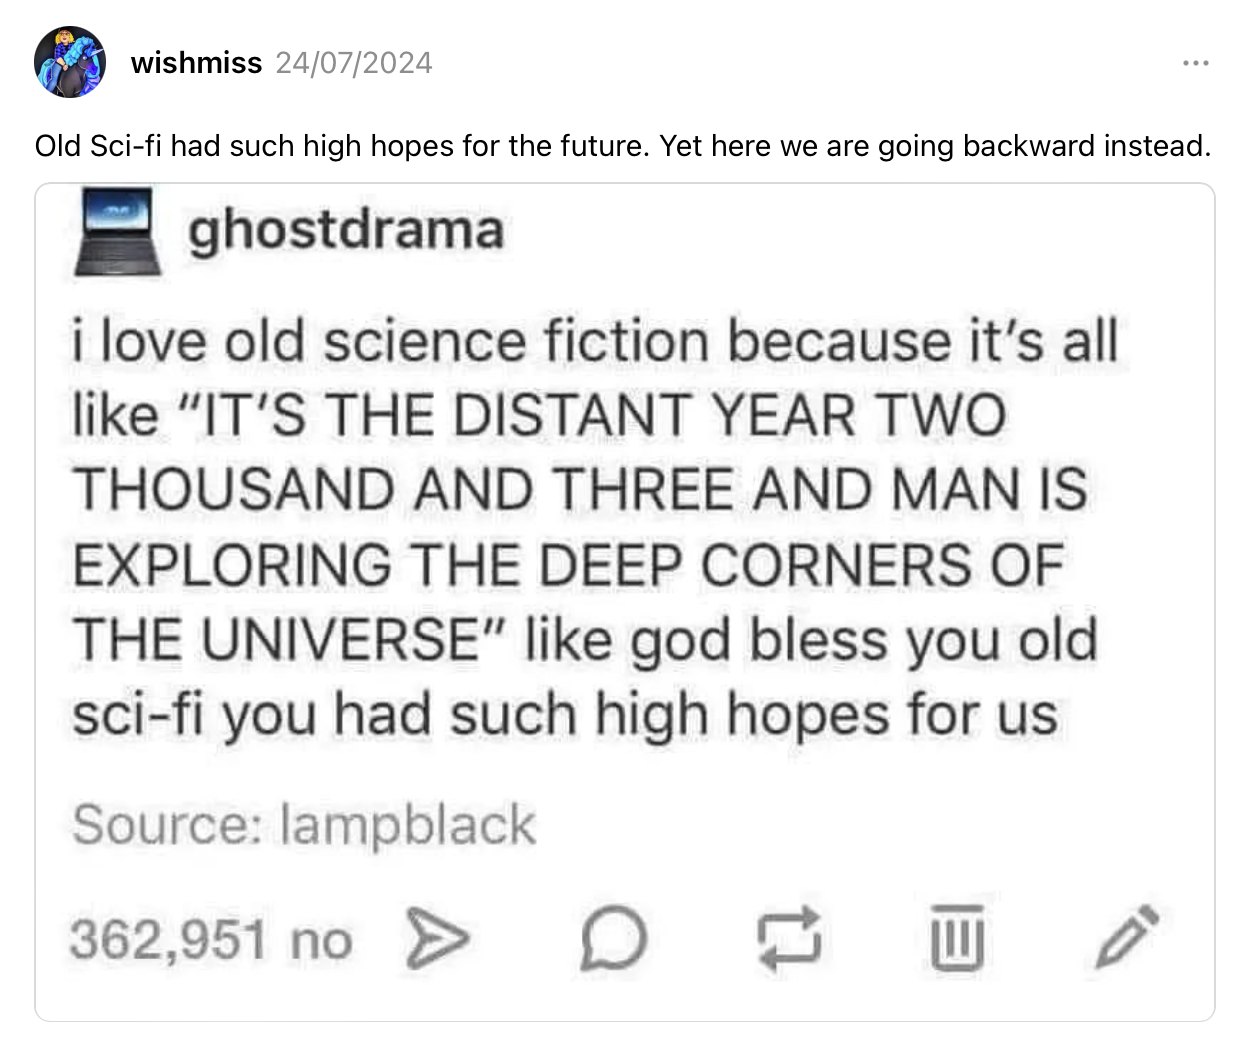 wishmiss 24/07/2024
Old Sci-fi had such high hopes for the future. Yet here we are going backward instead.
ghostdrama
i love old science fiction because it's all
like "IT'S THE DISTANT YEAR TWO
THOUSAND AND THREE AND MAN IS
EXPLORING THE DEEP CORNERS OF
THE UNIVERSE" like god bless you old
sci-fi you had such high hopes for us
Source: lampblack
362,951 no